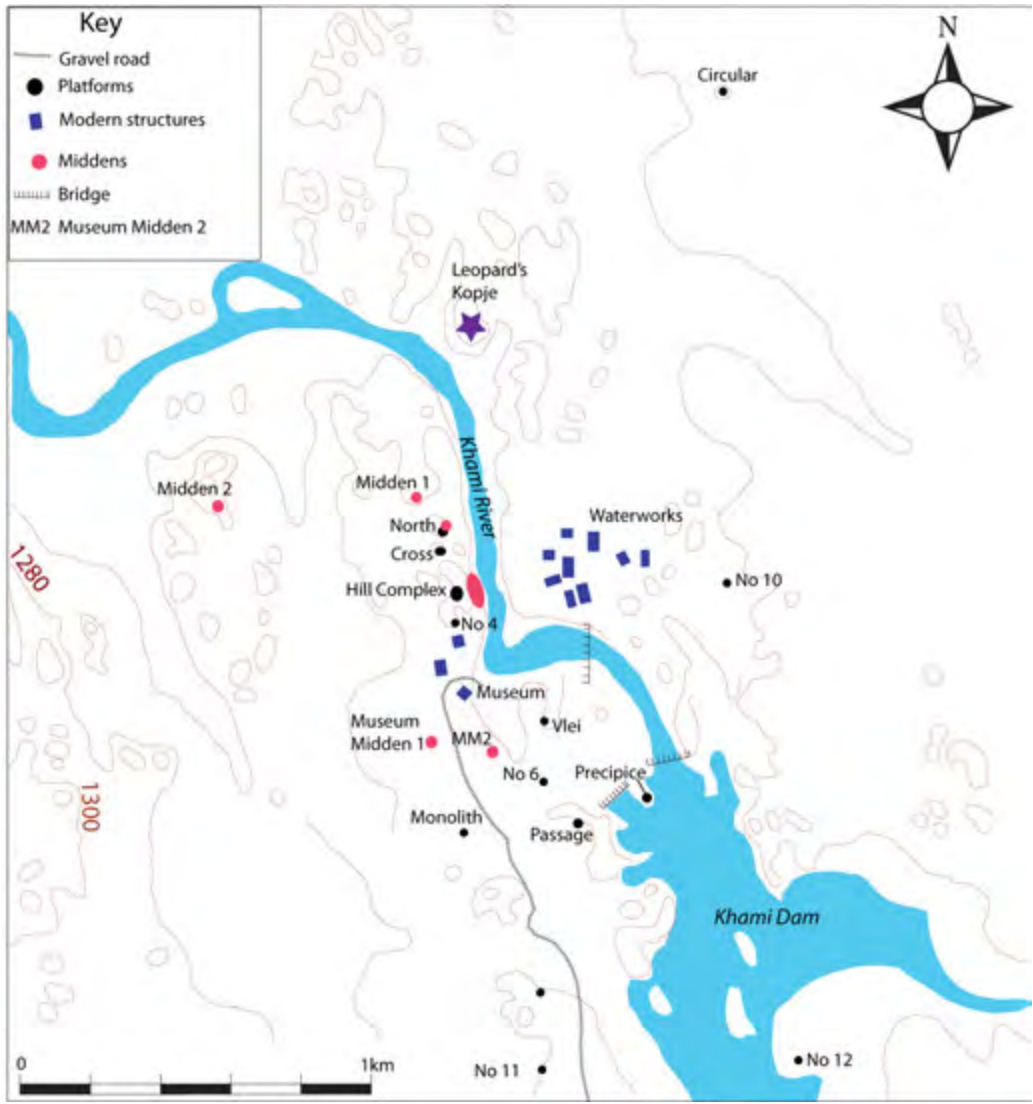 Key
Gravel road
Platforms
Modern structures
Middens
Bridge
MM2 Museum Midden 2
N
Circular
Leopard's
Kopje
Khami River
Midden 2
Midden 1
North
Cross
Hill Complex
No 4
Waterworks
No 10
1280
Museum
Museum
Midden 1
MM2
Vlei
No 6
Precipice
1300
Monolith
Passage
Khami Dam
No 11
No 12
0
1km